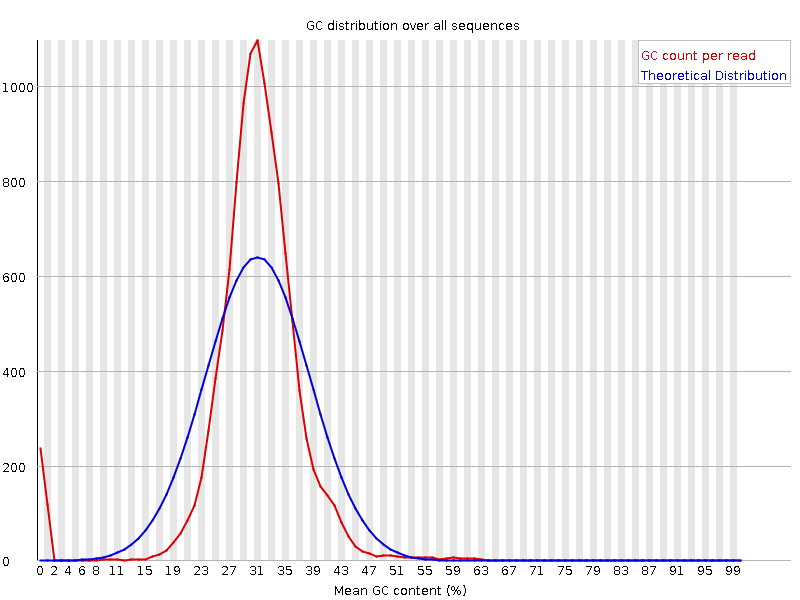 GC distribution over all sequences
GC count per read
Theoretical Distribution
1000
800
600
400
200
0
0 2 4 6 8 11 15 19 23 27 31 35 39 43 47 51 55 59 63 67 71 75 79 83 87 91 95 99
Mean GC content (%)